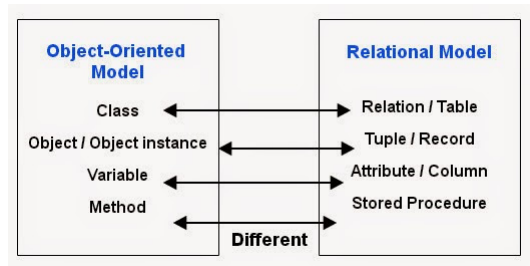 Object-Oriented
Model
Class
Object / Object instance
Variable
Method
Relational Model
Relation / Table
Tuple / Record
Attribute / Column
Stored Procedure
Different